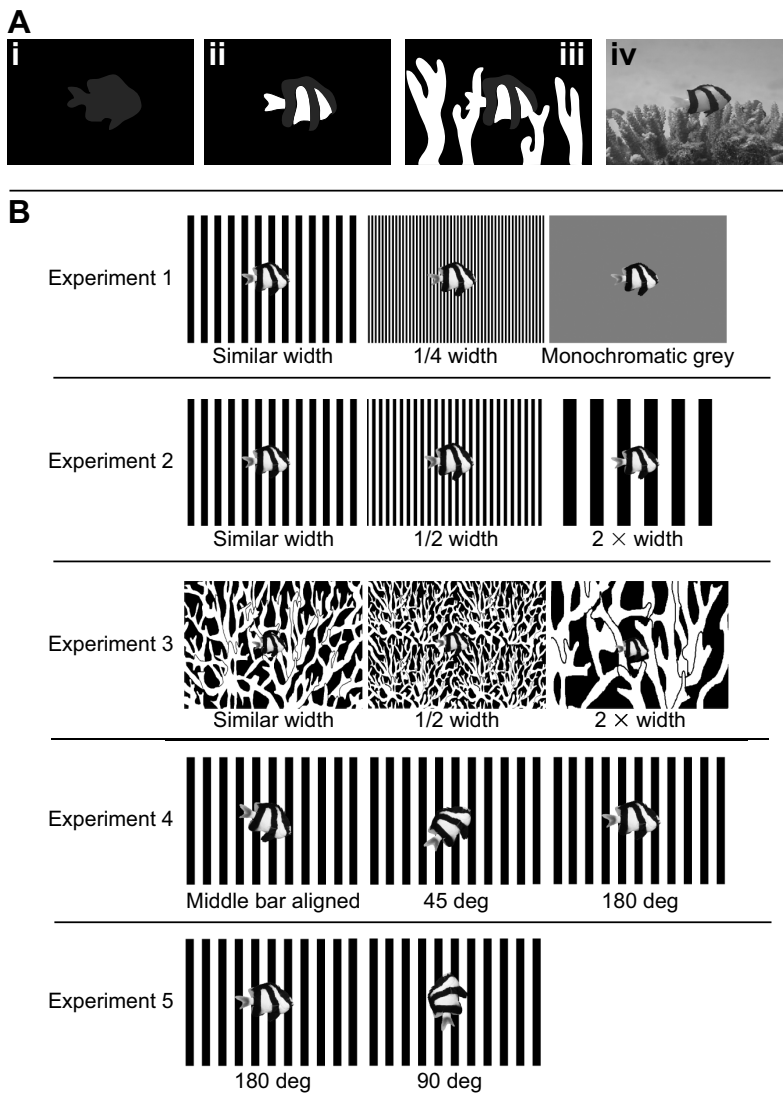 A
i ii iii iv
B
Experiment 1
Similar width 1/4 width Monochromatic grey
Experiment 2
Similar width 1/2 width 2 × width
Experiment 3
Similar width 1/2 width 2 × width
Experiment 4
Middle bar aligned 45 deg 180 deg
Experiment 5
180 deg 90 deg